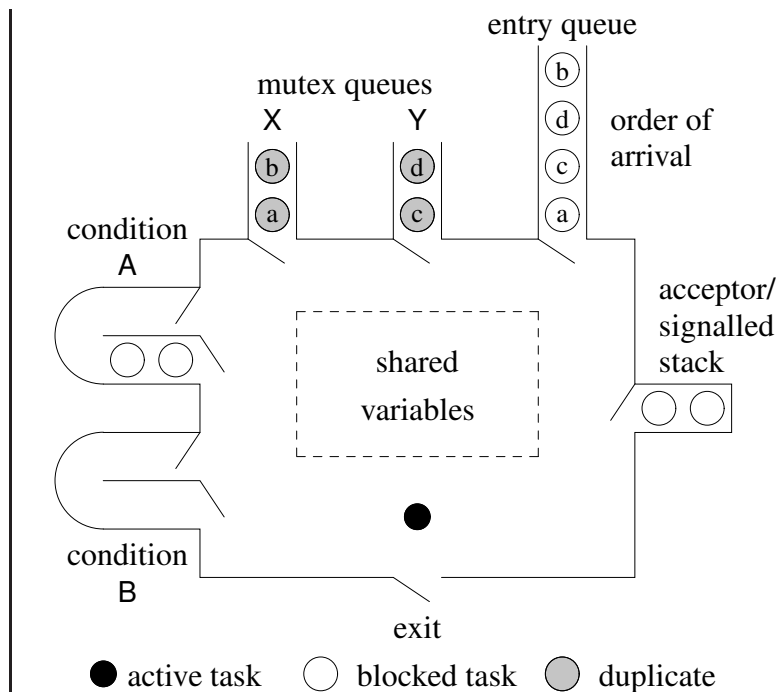 entry queue
mutex queues
X Y
b
d
c
a
order of
arrival
b
a
d
c
condition
A
acceptor/
signalled
stack
shared
variables
condition
B
exit
active task blocked task duplicate